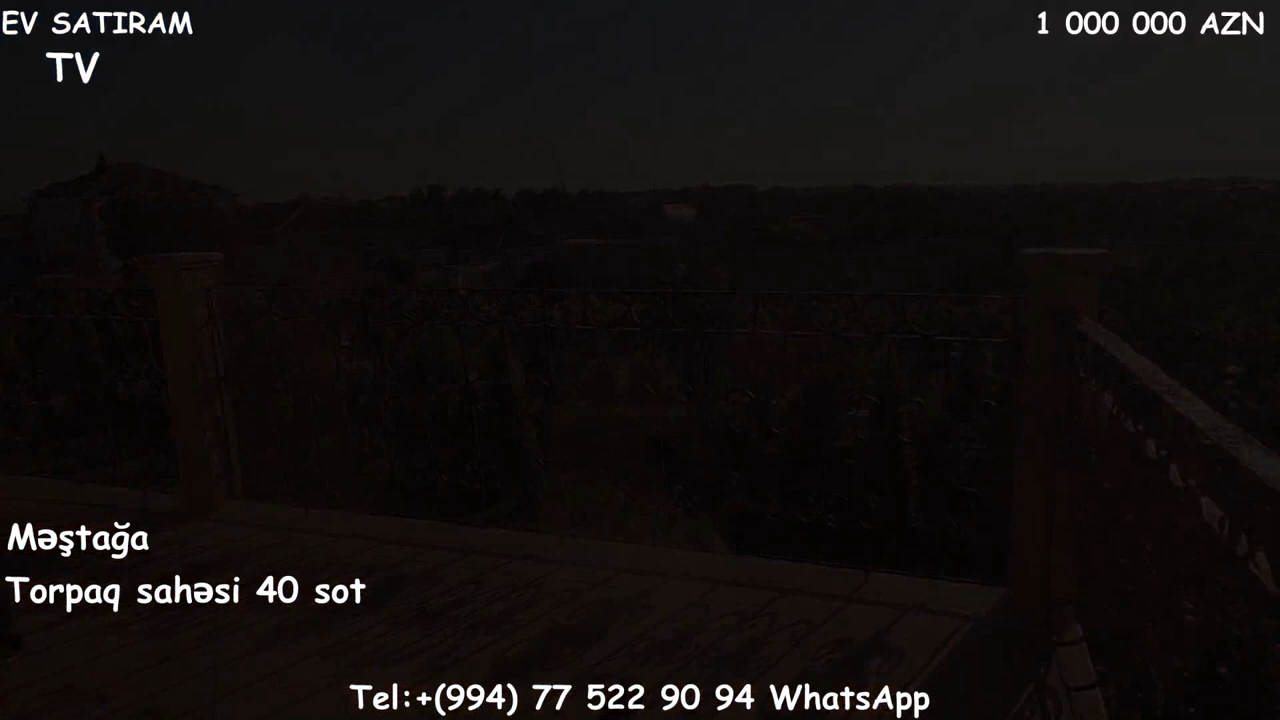 EV SATIRAM
TV
1 000 000 AZN
Məştağa
Torpaq sahəsi 40 sot
Tel:+(994) 77 522 90 94 WhatsApp